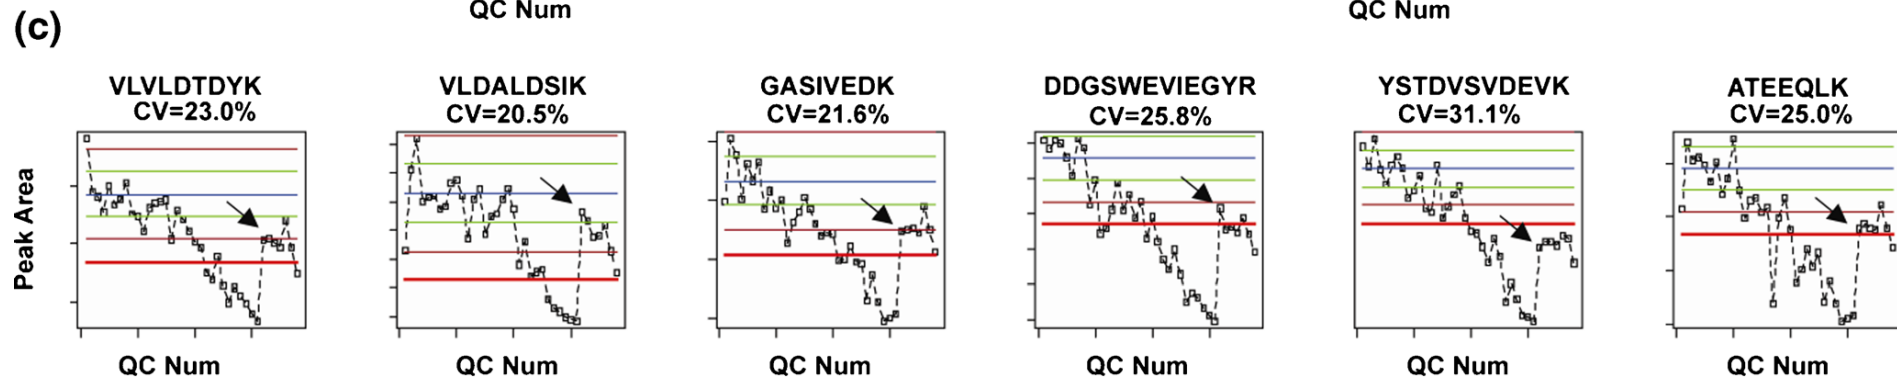 (c)
QC Num QC Num
VLVLDTDYK VLDALDSIK GASIVEDK DDGSWEVIEGYR YSTDVSVDEVK ATEEQLK
CV=23.0% CV=20.5% CV=21.6% CV=25.8% CV=31.1% CV=25.0%
Peak Area
QC Num QC Num QC Num QC Num QC Num QC Num